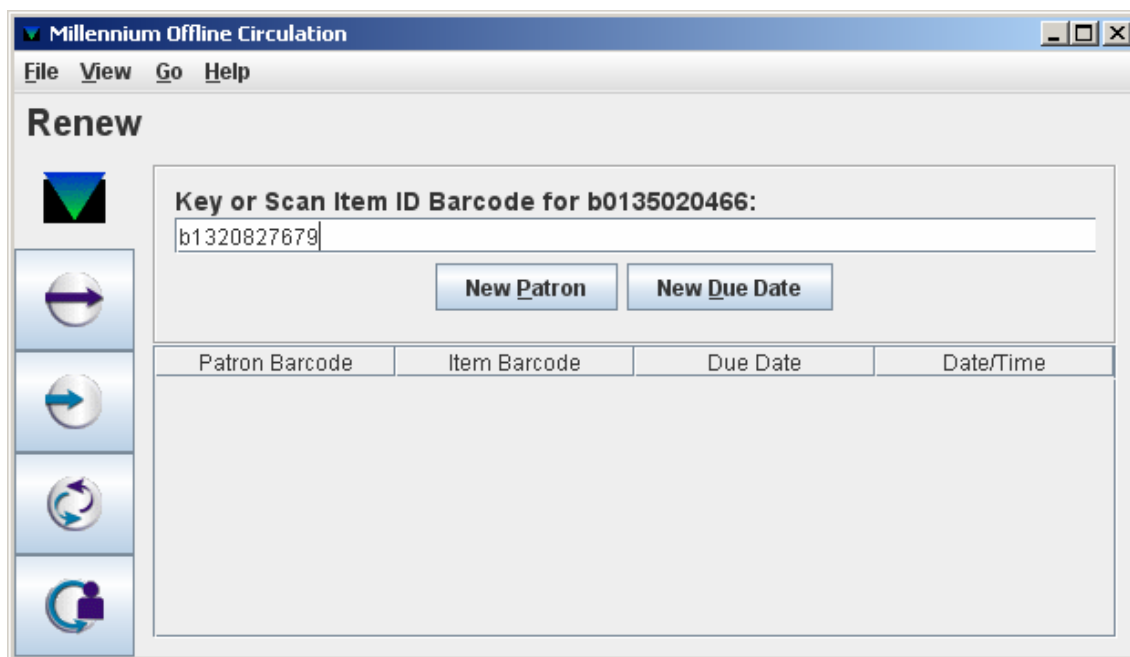 Millennium Offline Circulation
File View Go Help
Renew
Key or Scan Item ID Barcode for b0135020466:
b1320827679
New Patron New Due Date
Patron Barcode Item Barcode Due Date Date/Time